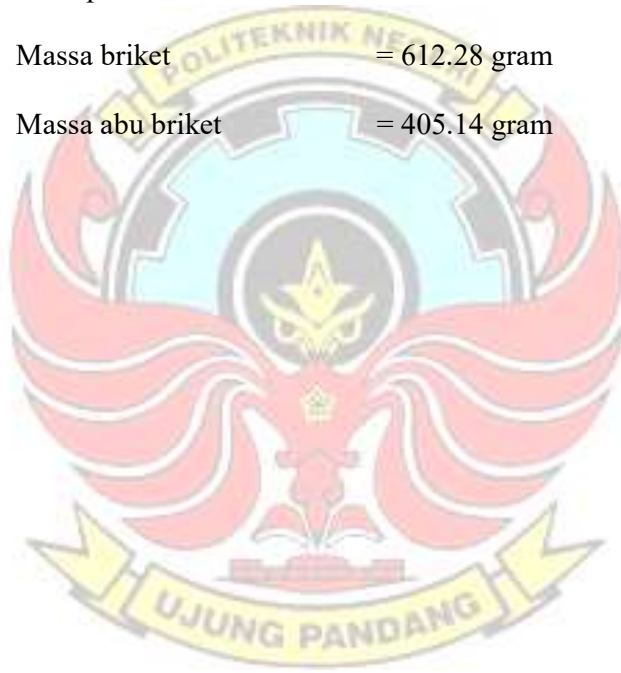 POLITEKNIK NEGERI
Massa briket = 612.28 gram
Massa abu briket = 405.14 gram
UJUNG PANDANG